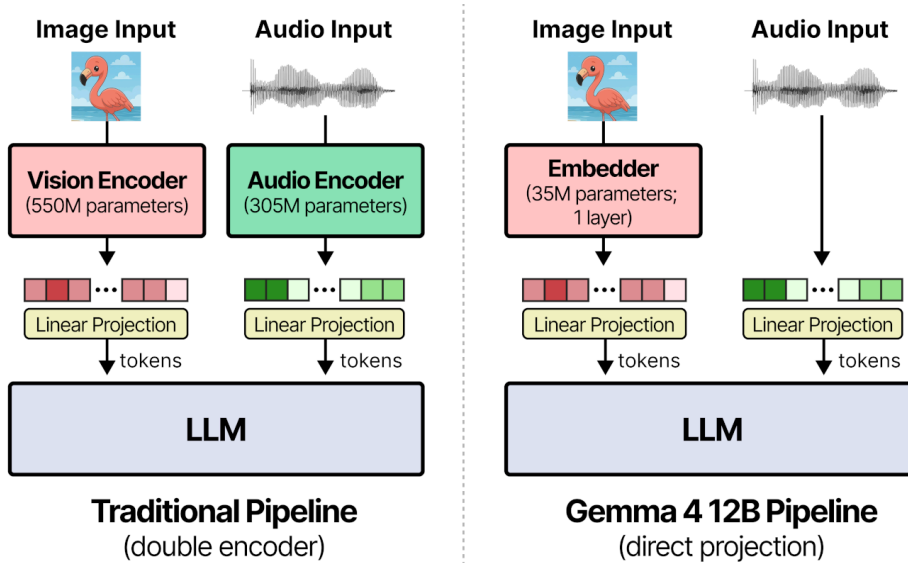 Image Input
Audio Input
Vision Encoder
(550M parameters)
Audio Encoder
(305M parameters)
Linear Projection
Linear Projection
tokens
tokens
LLM
Traditional Pipeline
(double encoder)
Image Input
Audio Input
Embedder
(35M parameters;
1 layer)
Linear Projection
Linear Projection
tokens
tokens
LLM
Gemma 4 12B Pipeline
(direct projection)